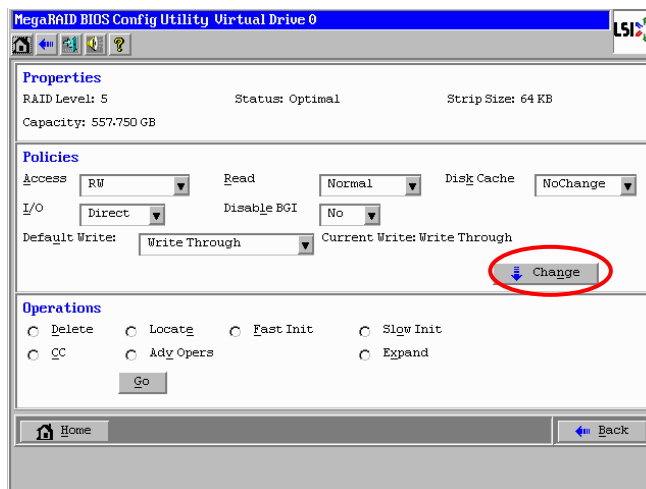 MegaRAID BIOS Config Utility Virtual Drive 0
LSI
Properties
RAID Level: 5 Status: Optimal Strip Size: 64 KB
Capacity: 557.750 GB
Policies
Access RW Read Normal Disk Cache NoChange
I/O Direct Disable BGI No
Default Write: Write Through Current Write: Write Through
Change
Operations
Delete Locate Fast Init Slow Init
CC Adv Opers Expand
Go
Home Back